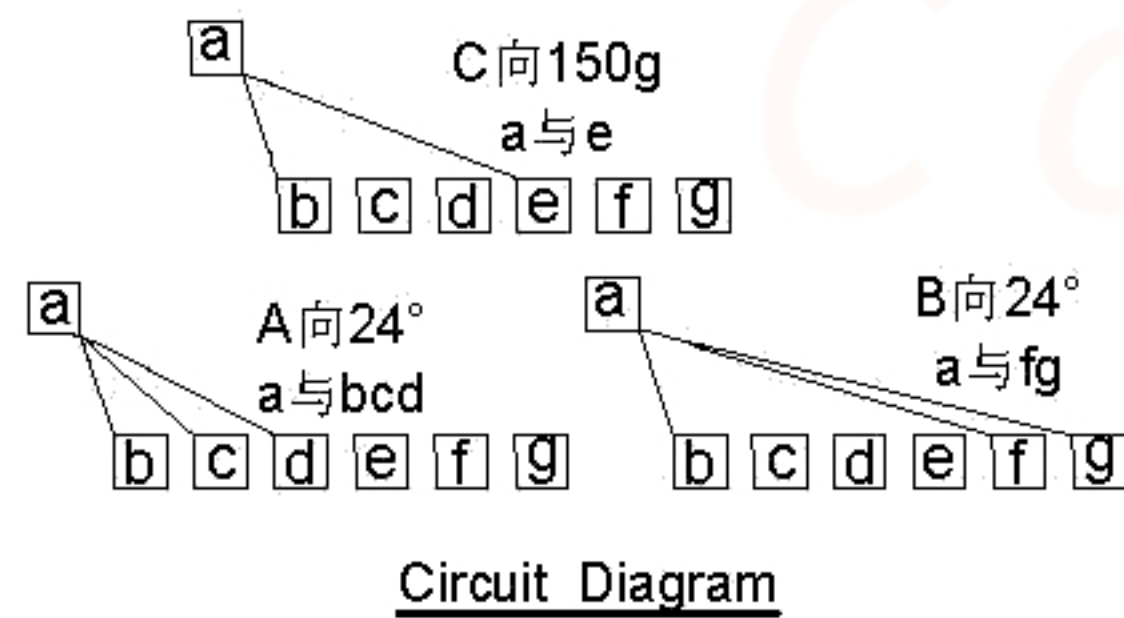 a
C向150g
a与e
b c d e f g
a
A向24°
a与bcd
b c d e f g
a
B向24°
a与fg
b c d e f g
Circuit Diagram